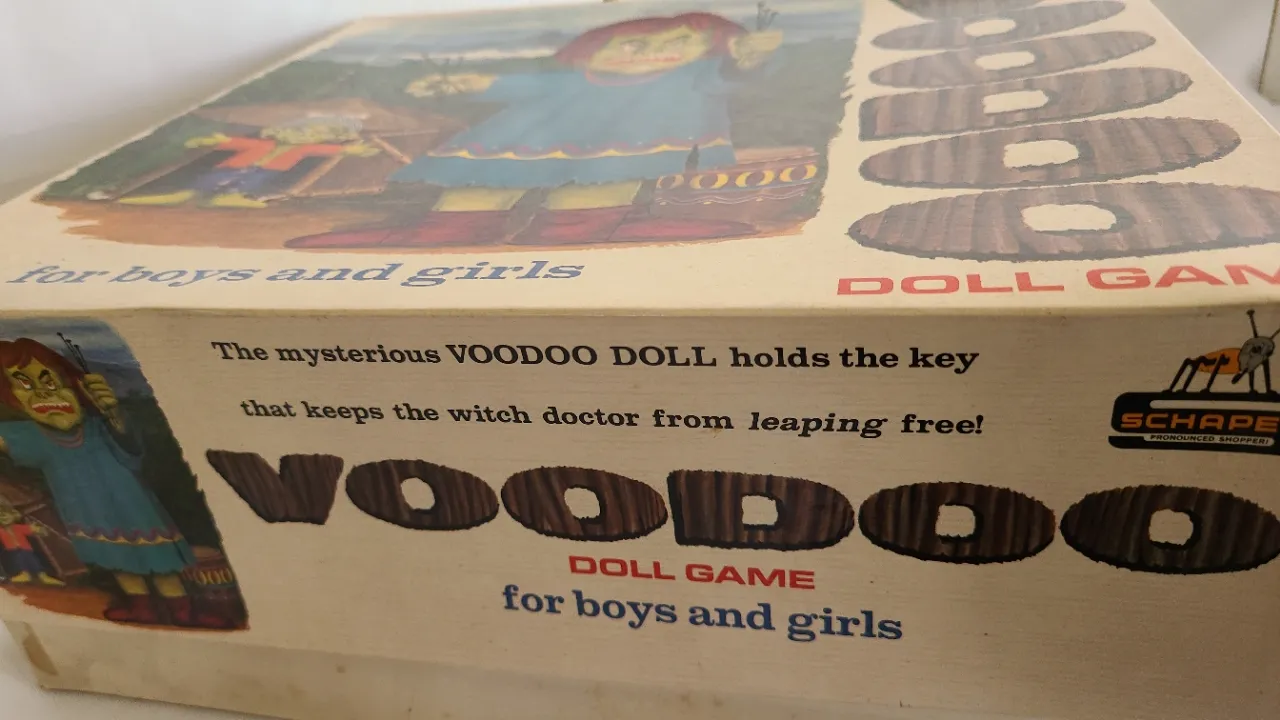 for boys and girls
DOLL GAM
The mysterious VOODOO DOLL holds the key
that keeps the witch doctor from leaping free!
SCHAPE
PRONOUNCED SHOPPER!
VOODOO
DOLL GAME
for boys and girls